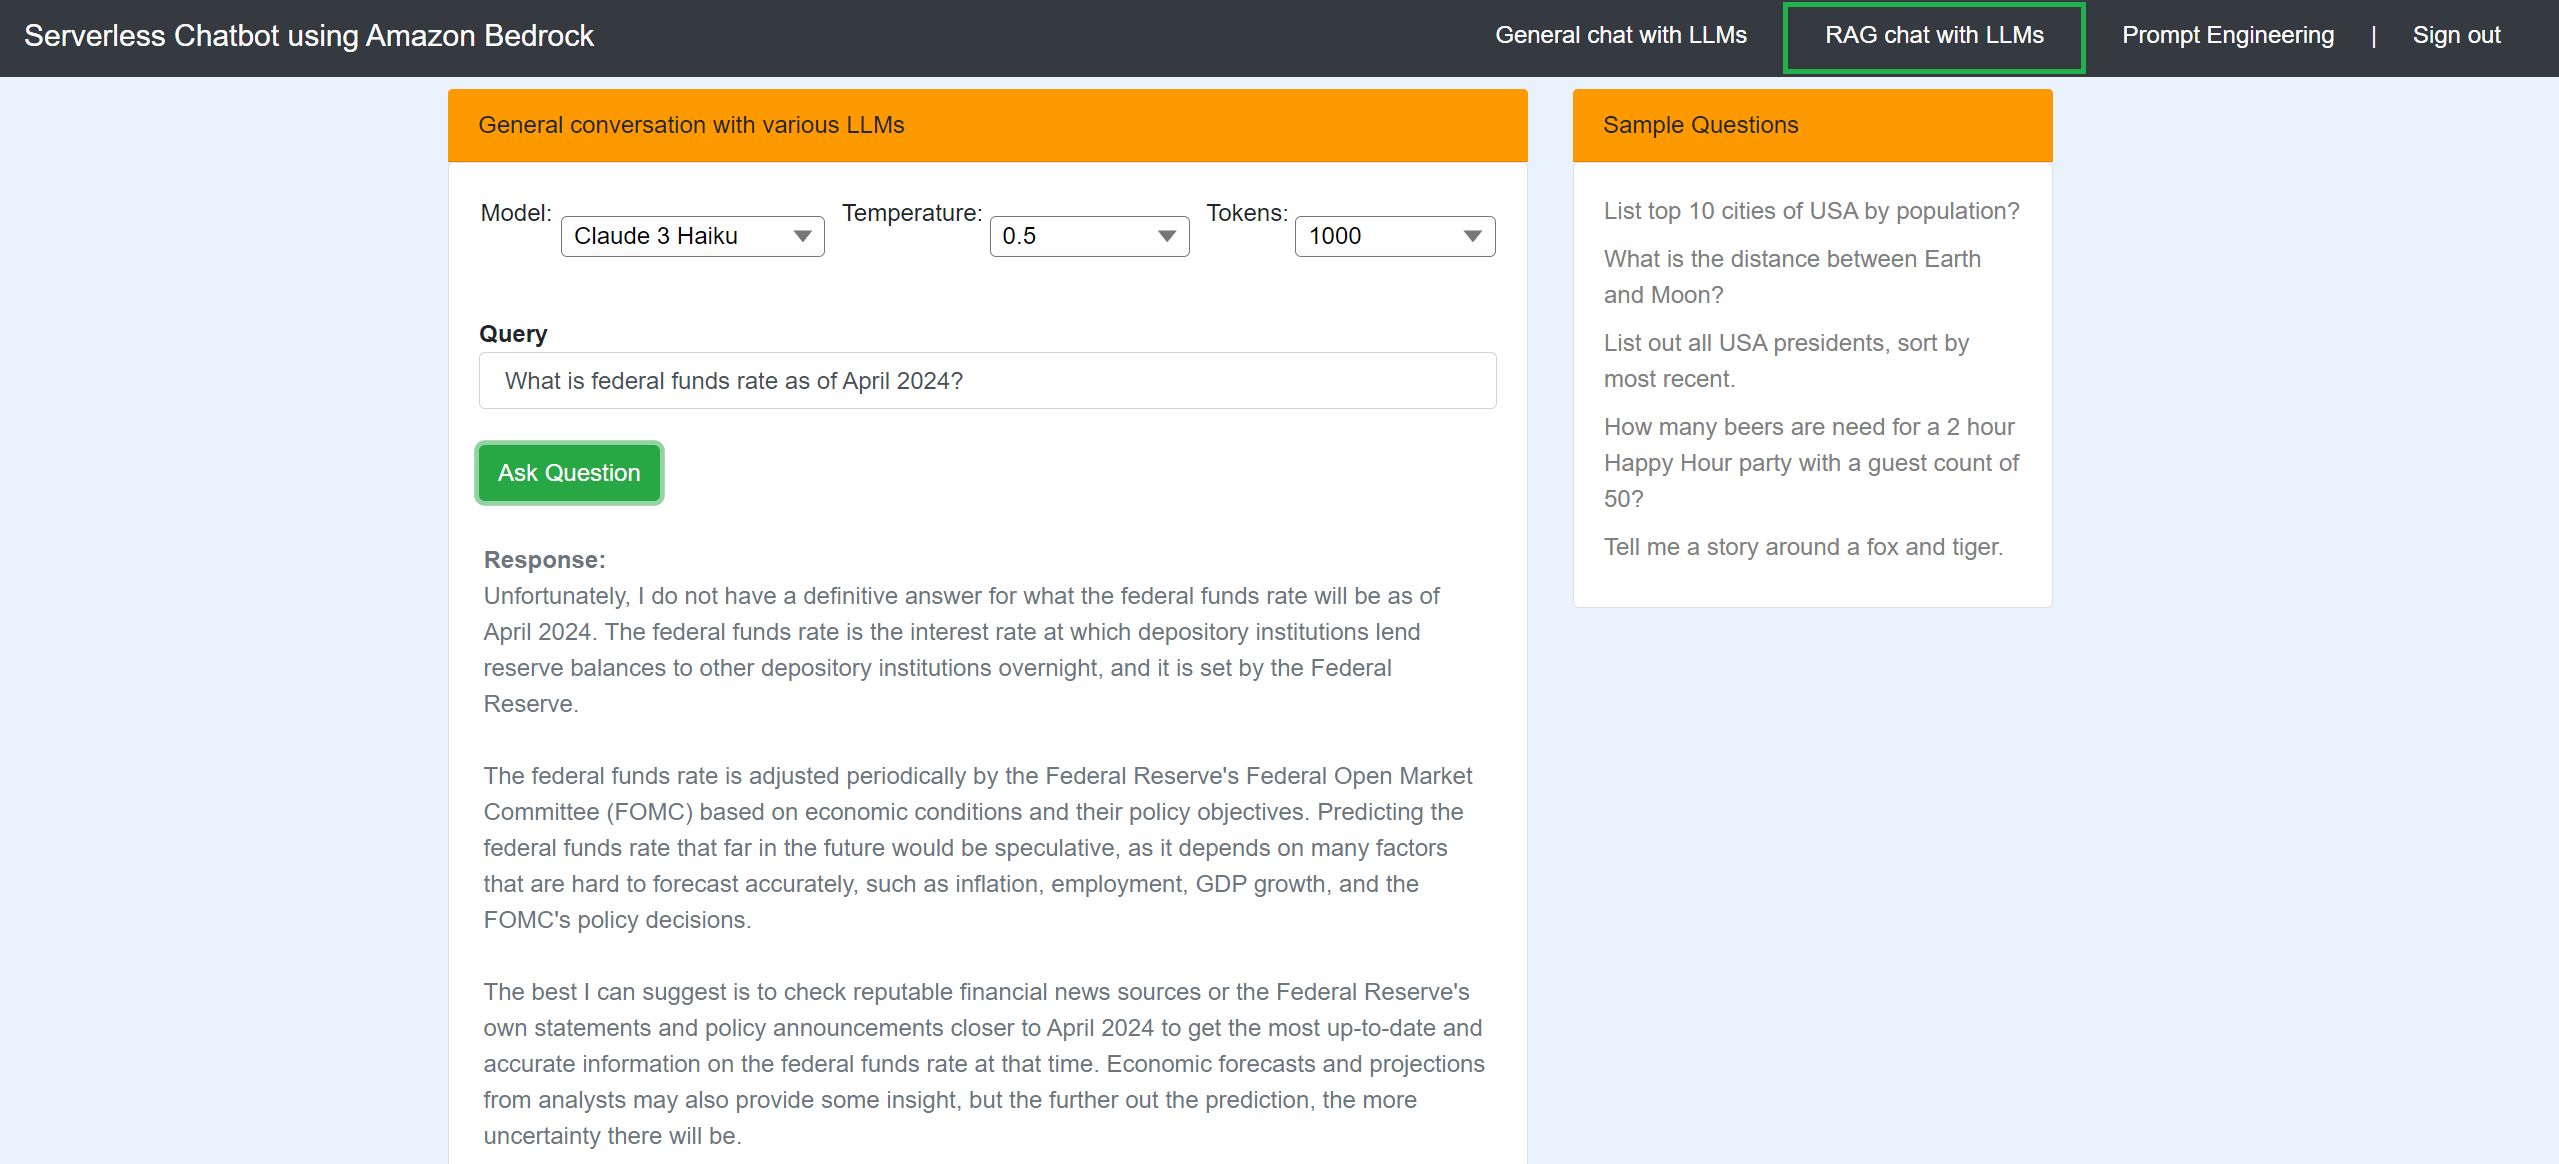 Serverless Chatbot using Amazon Bedrock
General chat with LLMs
RAG chat with LLMs
Prompt Engineering
|
Sign out
General conversation with various LLMs
Model:
Claude 3 Haiku
Temperature:
0.5
Tokens:
1000
Query
What is federal funds rate as of April 2024?
Ask Question
Response:
Unfortunately, I do not have a definitive answer for what the federal funds rate will be as of
April 2024. The federal funds rate is the interest rate at which depository institutions lend
reserve balances to other depository institutions overnight, and it is set by the Federal
Reserve.
The federal funds rate is adjusted periodically by the Federal Reserve's Federal Open Market
Committee (FOMC) based on economic conditions and their policy objectives. Predicting the
federal funds rate that far in the future would be speculative, as it depends on many factors
that are hard to forecast accurately, such as inflation, employment, GDP growth, and the
FOMC's policy decisions.
The best I can suggest is to check reputable financial news sources or the Federal Reserve's
own statements and policy announcements closer to April 2024 to get the most up-to-date and
accurate information on the federal funds rate at that time. Economic forecasts and projections
from analysts may also provide some insight, but the further out the prediction, the more
uncertainty there will be.
Sample Questions
List top 10 cities of USA by population?
What is the distance between Earth
and Moon?
List out all USA presidents, sort by
most recent.
How many beers are need for a 2 hour
Happy Hour party with a guest count of
50?
Tell me a story around a fox and tiger.